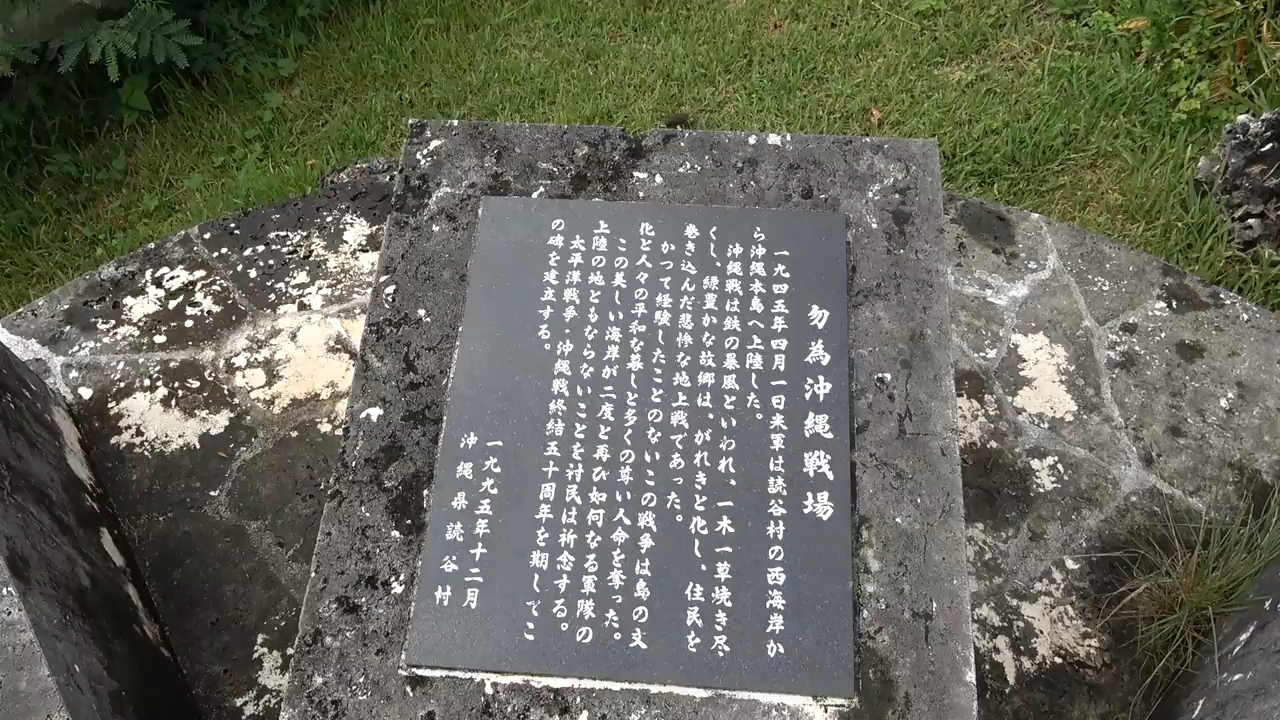 勿為沖縄戦場
一九四五年四月一日米軍は読谷村の西海岸か
ら沖縄本島へ上陸した。
沖縄戦は鉄の暴風といわれ、一木一草焼き尽
くし、緑豊かな故郷は、がれきと化し、住民を
巻き込んだ悲惨な地上戦であった。
かつて経験したことのないこの戦争は島の文
化と人々の平和な暮しと多くの尊い人命を奪った。
この美しい海岸が二度と再び如何なる軍隊の
上陸の地ともならないことを村民は祈念する。
太平洋戦争・沖縄戦終結五十周年を期してこ
の碑を建立する。
一九九五年十二月
沖縄県読谷村